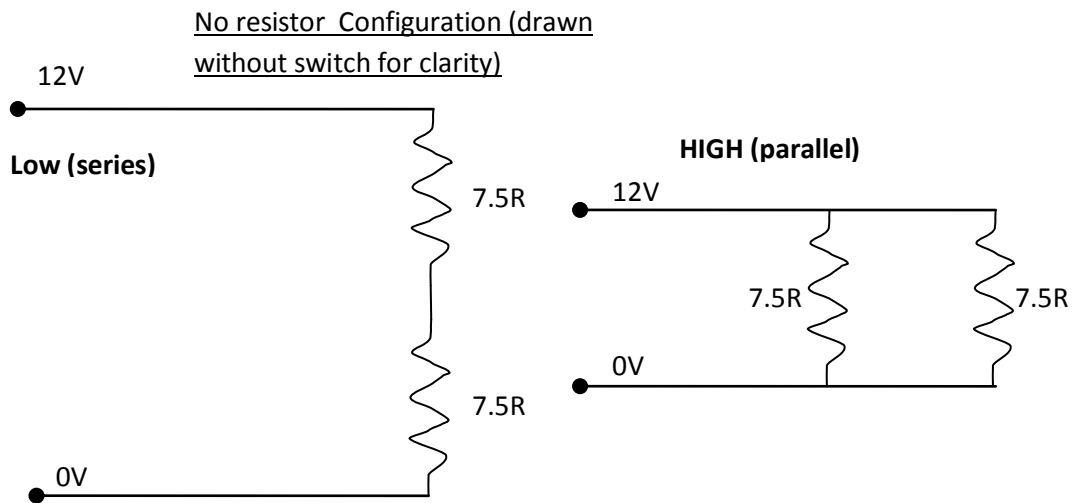 No resistor Configuration (drawn
without switch for clarity)
12V
Low (series)
7.5R
7.5R
0V
HIGH (parallel)
12V
7.5R
7.5R
0V